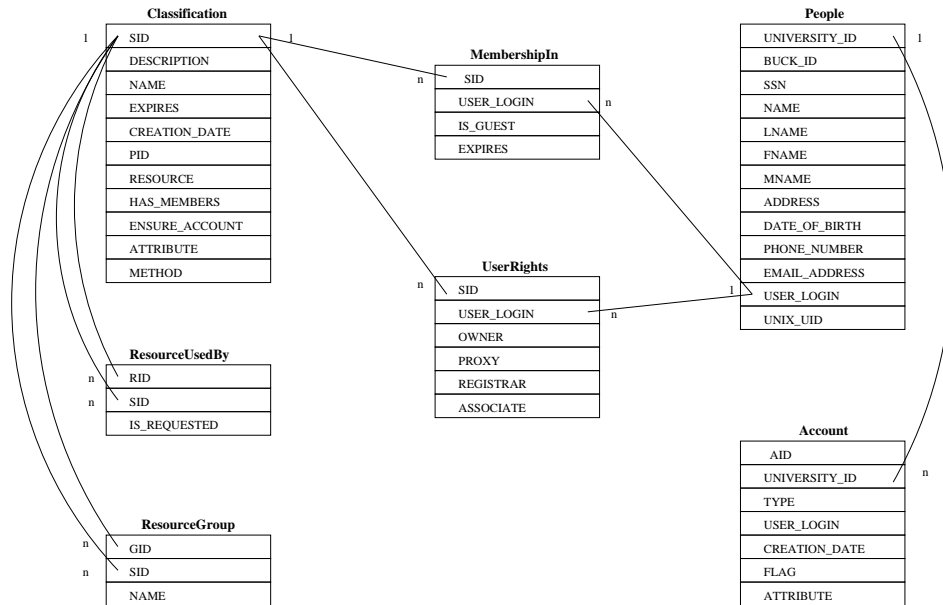 Classification
1
SID
1
DESCRIPTION
NAME
EXPIRES
CREATION_DATE
PID
RESOURCE
HAS_MEMBERS
ENSURE_ACCOUNT
ATTRIBUTE
METHOD
MembershipIn
n
SID
USER_LOGIN
n
IS_GUEST
EXPIRES
People
UNIVERSITY_ID
1
BUCK_ID
SSN
NAME
LNAME
FNAME
MNAME
ADDRESS
DATE_OF_BIRTH
PHONE_NUMBER
EMAIL_ADDRESS
1
USER_LOGIN
UNIX_UID
UserRights
n
SID
USER_LOGIN
n
OWNER
PROXY
REGISTRAR
ASSOCIATE
ResourceUsedBy
n
RID
n
SID
IS_REQUESTED
Account
AID
UNIVERSITY_ID
n
TYPE
USER_LOGIN
CREATION_DATE
FLAG
ATTRIBUTE
ResourceGroup
n
GID
n
SID
NAME